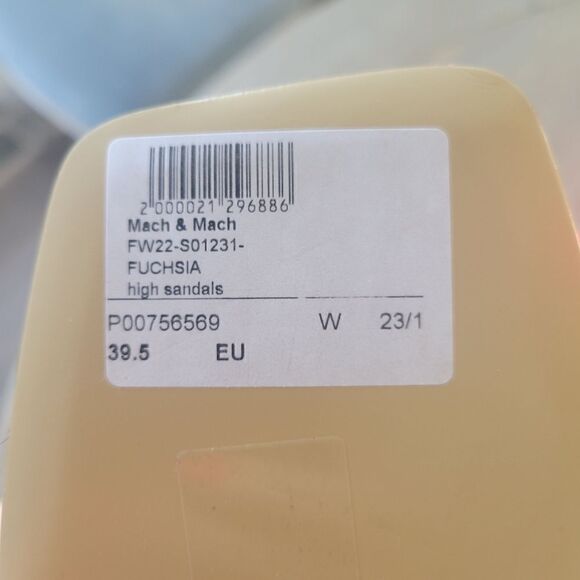 2 000021 296886
Mach & Mach
FW22-S01231-
FUCHSIA
high sandals
P00756569 W 23/1
39.5 EU